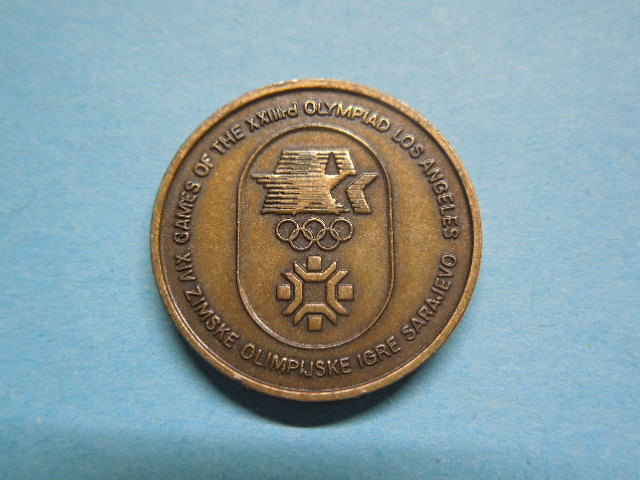 GAMES OF THE XXIIIrd OLYMPIAD LOS ANGELES
XIV ZIMSKE OLIMPIJSKE IGRE SARAJEVO